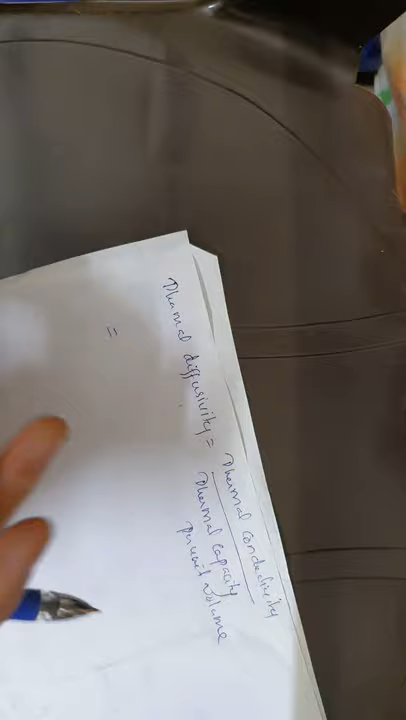 Thermal diffusivity = Thermal conductivity
Thermal capacity
per unit volume
=